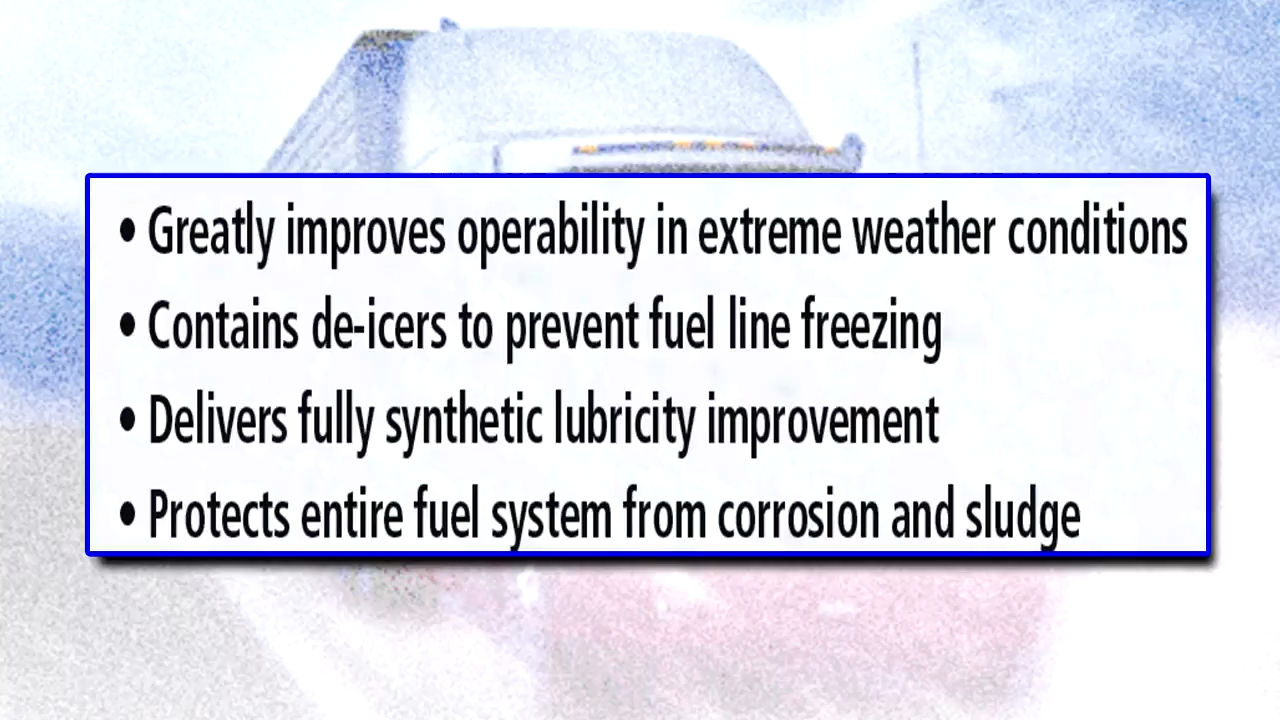 • Greatly improves operability in extreme weather conditions
• Contains de-icers to prevent fuel line freezing
• Delivers fully synthetic lubricity improvement
• Protects entire fuel system from corrosion and sludge